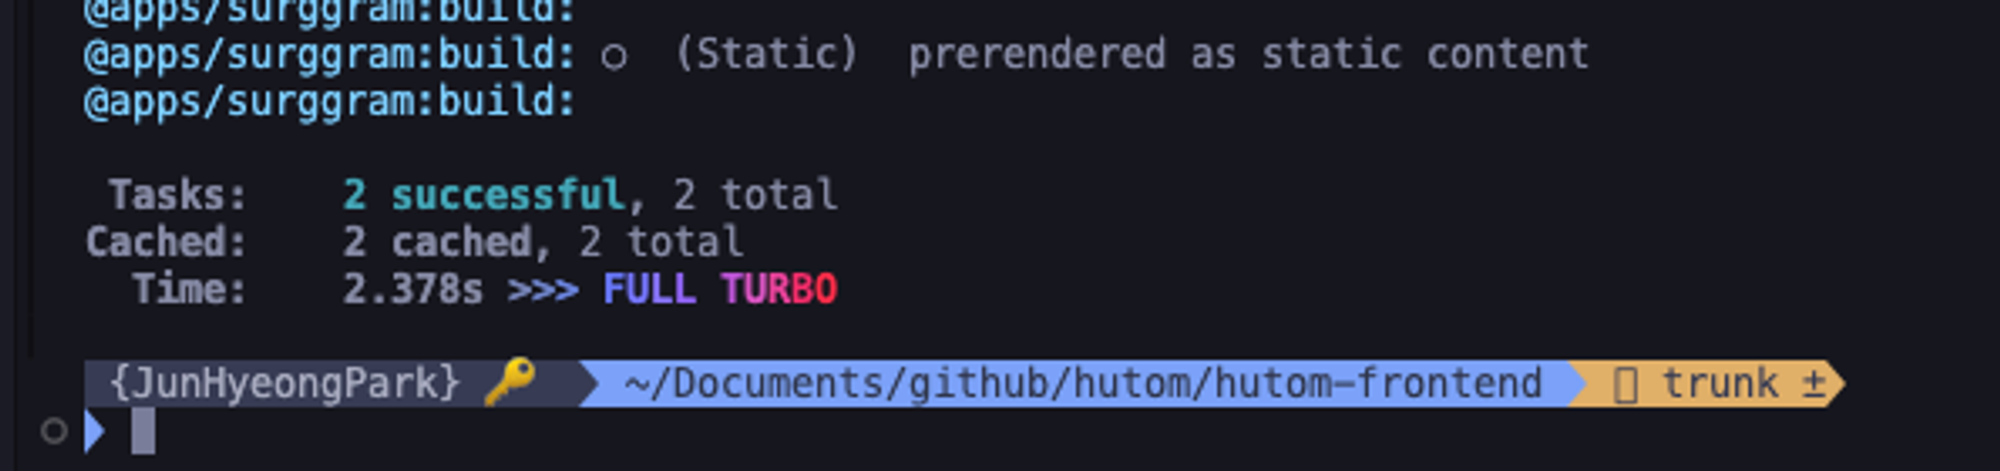 @apps/surggram:build:
@apps/surggram:build: ○  (Static)  prerendered as static content
@apps/surggram:build:
Tasks:    2 successful, 2 total
Cached:    2 cached, 2 total
Time:    2.378s >>> FULL TURBO
{JunHyeongPark} 🔑 ~/Documents/github/hutom/hutom-frontend  trunk ±